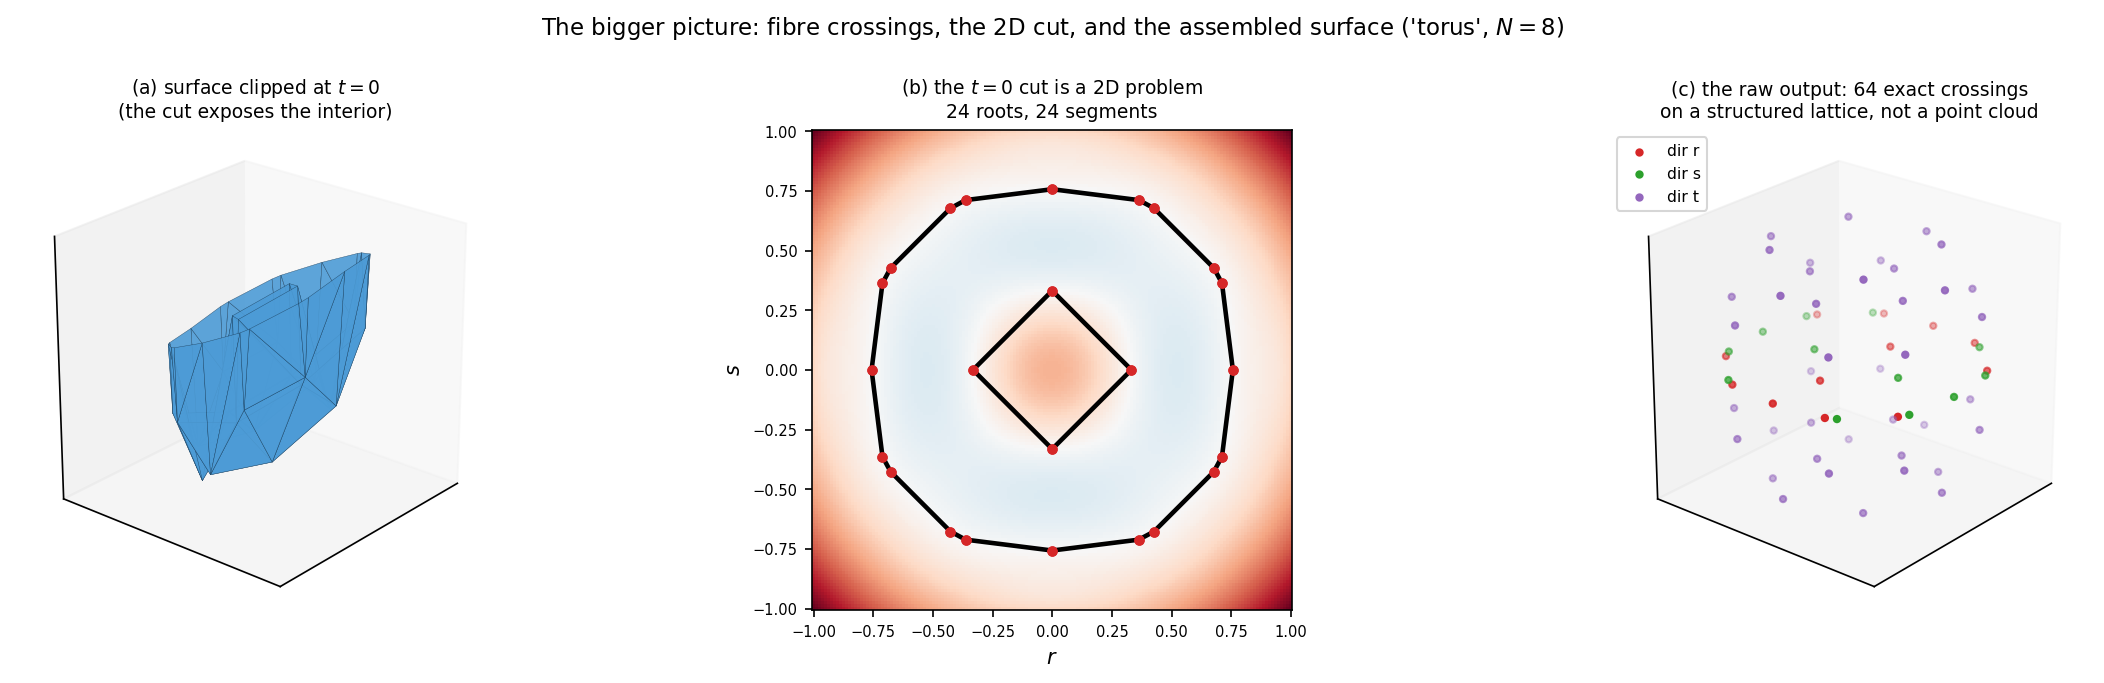 The bigger picture: fibre crossings, the 2D cut, and the assembled surface ('torus', N = 8)
(a) surface clipped at t = 0
(the cut exposes the interior)
(b) the t = 0 cut is a 2D problem
24 roots, 24 segments
1.00
0.75
0.50
0.25
0.00
−0.25
−0.50
−0.75
−1.00
s
−1.00 −0.75 −0.50 −0.25 0.00 0.25 0.50 0.75 1.00
r
(c) the raw output: 64 exact crossings
on a structured lattice, not a point cloud
dir r
dir s
dir t